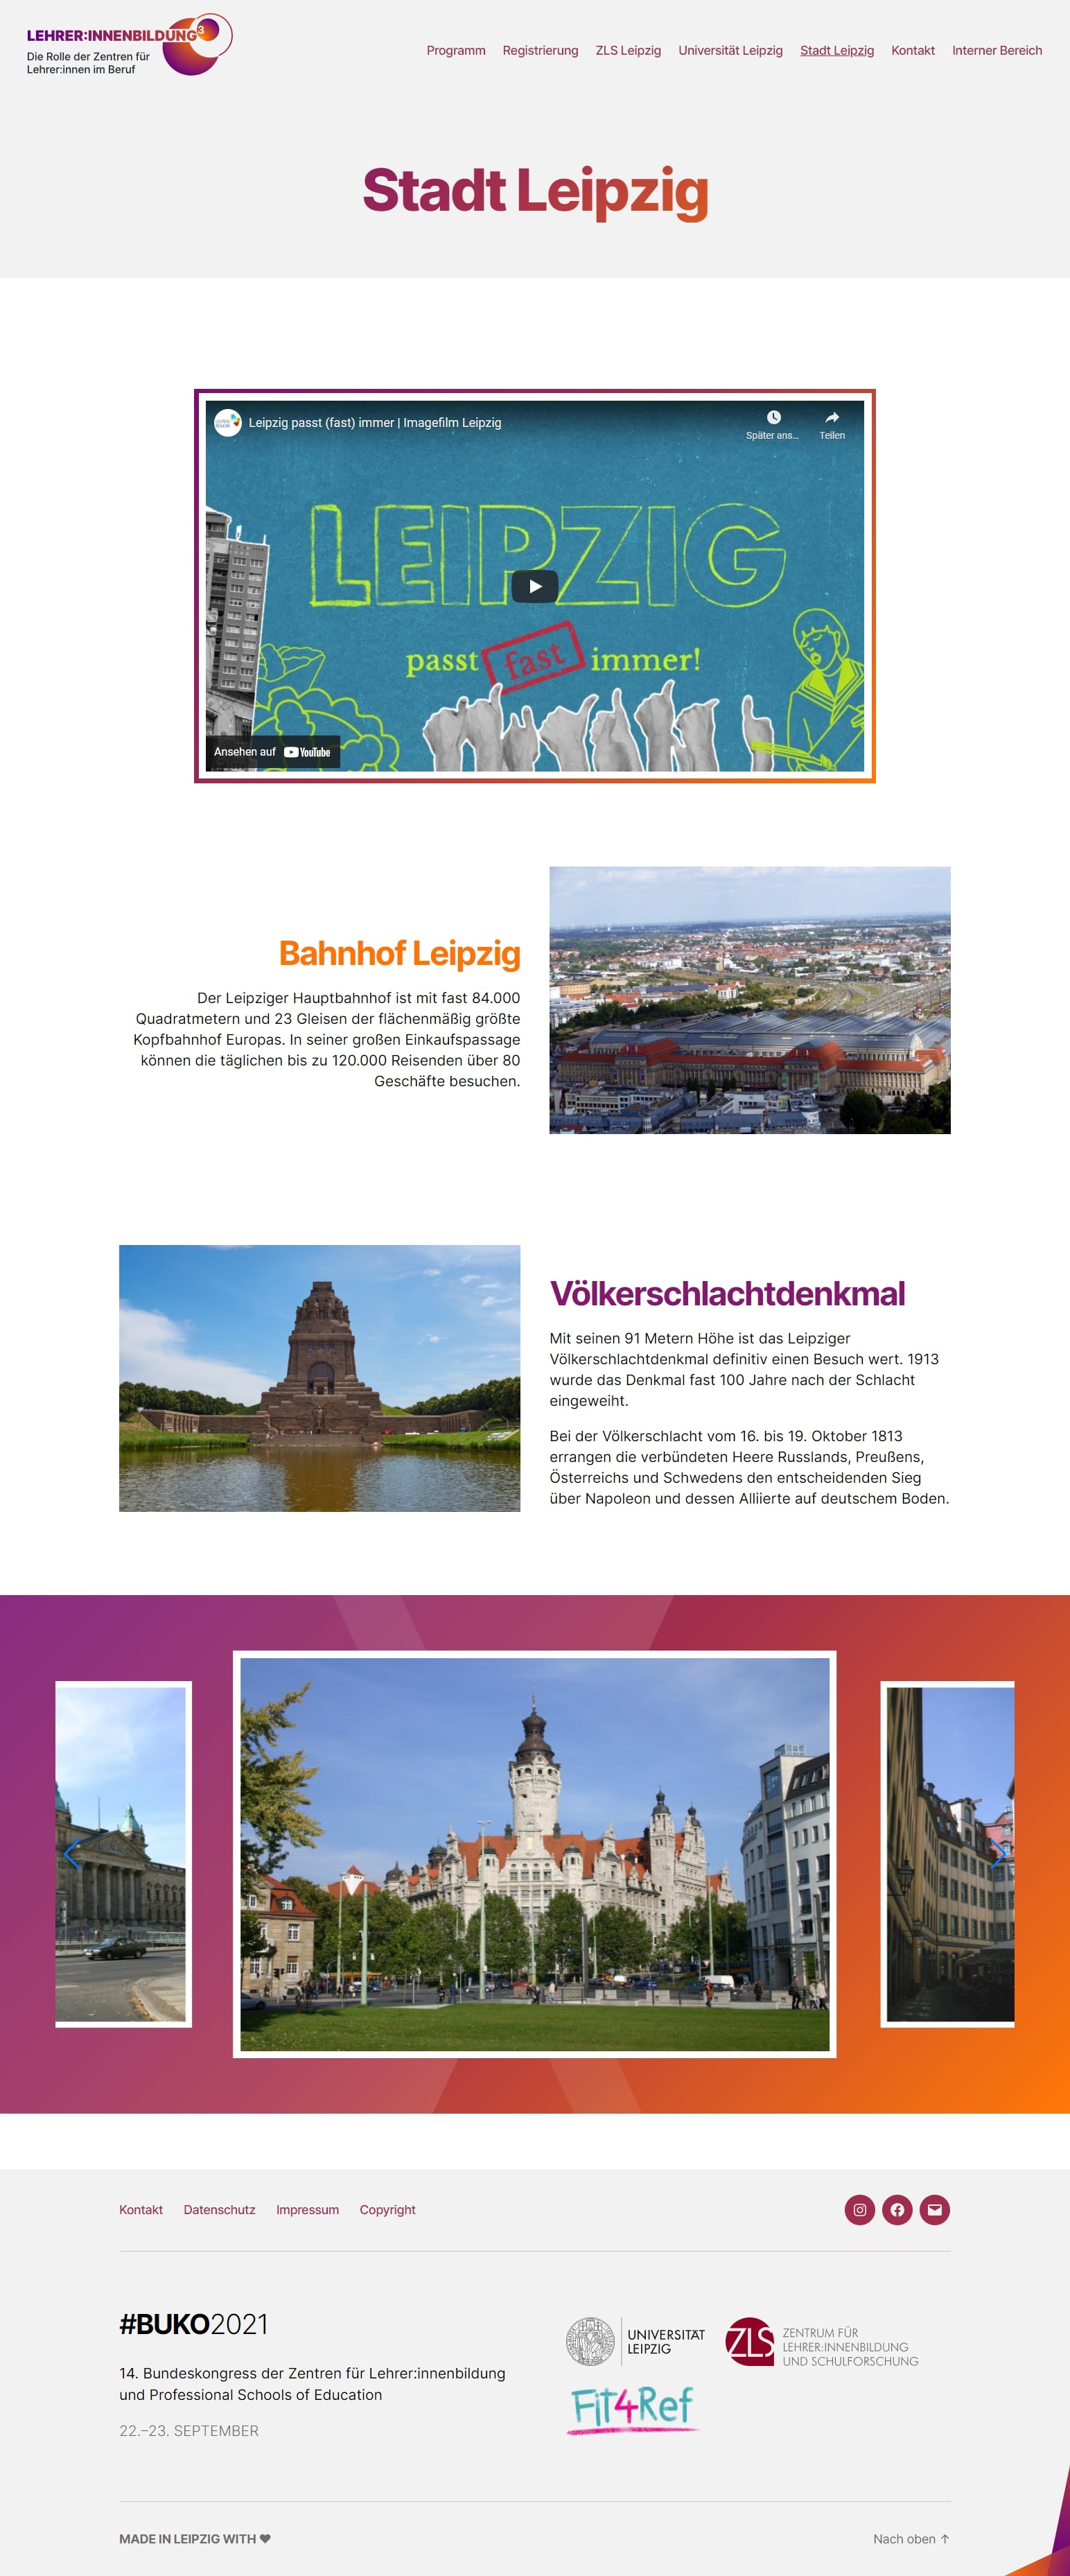 LEHRER:INNENBILDUNG³
Die Rolle der Zentren für
Lehrer:innen im Beruf
Programm Registrierung ZLS Leipzig Universität Leipzig Stadt Leipzig Kontakt Interner Bereich
Stadt Leipzig
Leipzig passt (fast) immer | Imagefilm Leipzig
Später ans...
Teilen
LEIPZIG
passt fast immer!
Ansehen auf YouTube
Bahnhof Leipzig
Der Leipziger Hauptbahnhof ist mit fast 84.000
Quadratmetern und 23 Gleisen der flächenmäßig größte
Kopfbahnhof Europas. In seiner großen Einkaufspassage
können die täglichen bis zu 120.000 Reisenden über 80
Geschäfte besuchen.
Völkerschlachtdenkmal
Mit seinen 91 Metern Höhe ist das Leipziger
Völkerschlachtdenkmal definitiv einen Besuch wert. 1913
wurde das Denkmal fast 100 Jahre nach der Schlacht
eingeweiht.
Bei der Völkerschlacht vom 16. bis 19. Oktober 1813
errangen die verbündeten Heere Russlands, Preußens,
Österreichs und Schwedens den entscheidenden Sieg
über Napoleon und dessen Alliierte auf deutschem Boden.
Kontakt Datenschutz Impressum Copyright
#BUKO2021
14. Bundeskongress der Zentren für Lehrer:innenbildung
und Professional Schools of Education
22.–23. SEPTEMBER
UNIVERSITÄT
LEIPZIG
ZLS
ZENTRUM FÜR
LEHRER:INNENBILDUNG
UND SCHULFORSCHUNG
Fit4Ref
MADE IN LEIPZIG WITH ♥
Nach oben ↑